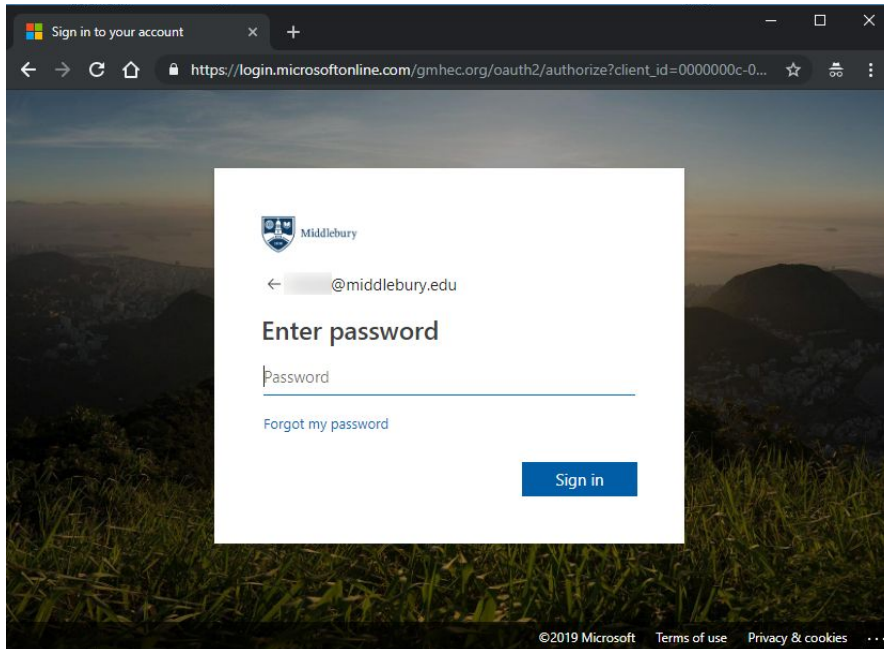 Sign in to your account
https://login.microsoftonline.com/gmhec.org/oauth2/authorize?client_id=0000000c-0...
Middlebury
@middlebury.edu
Enter password
Password
Forgot my password
Sign in
©2019 Microsoft Terms of use Privacy & cookies ...